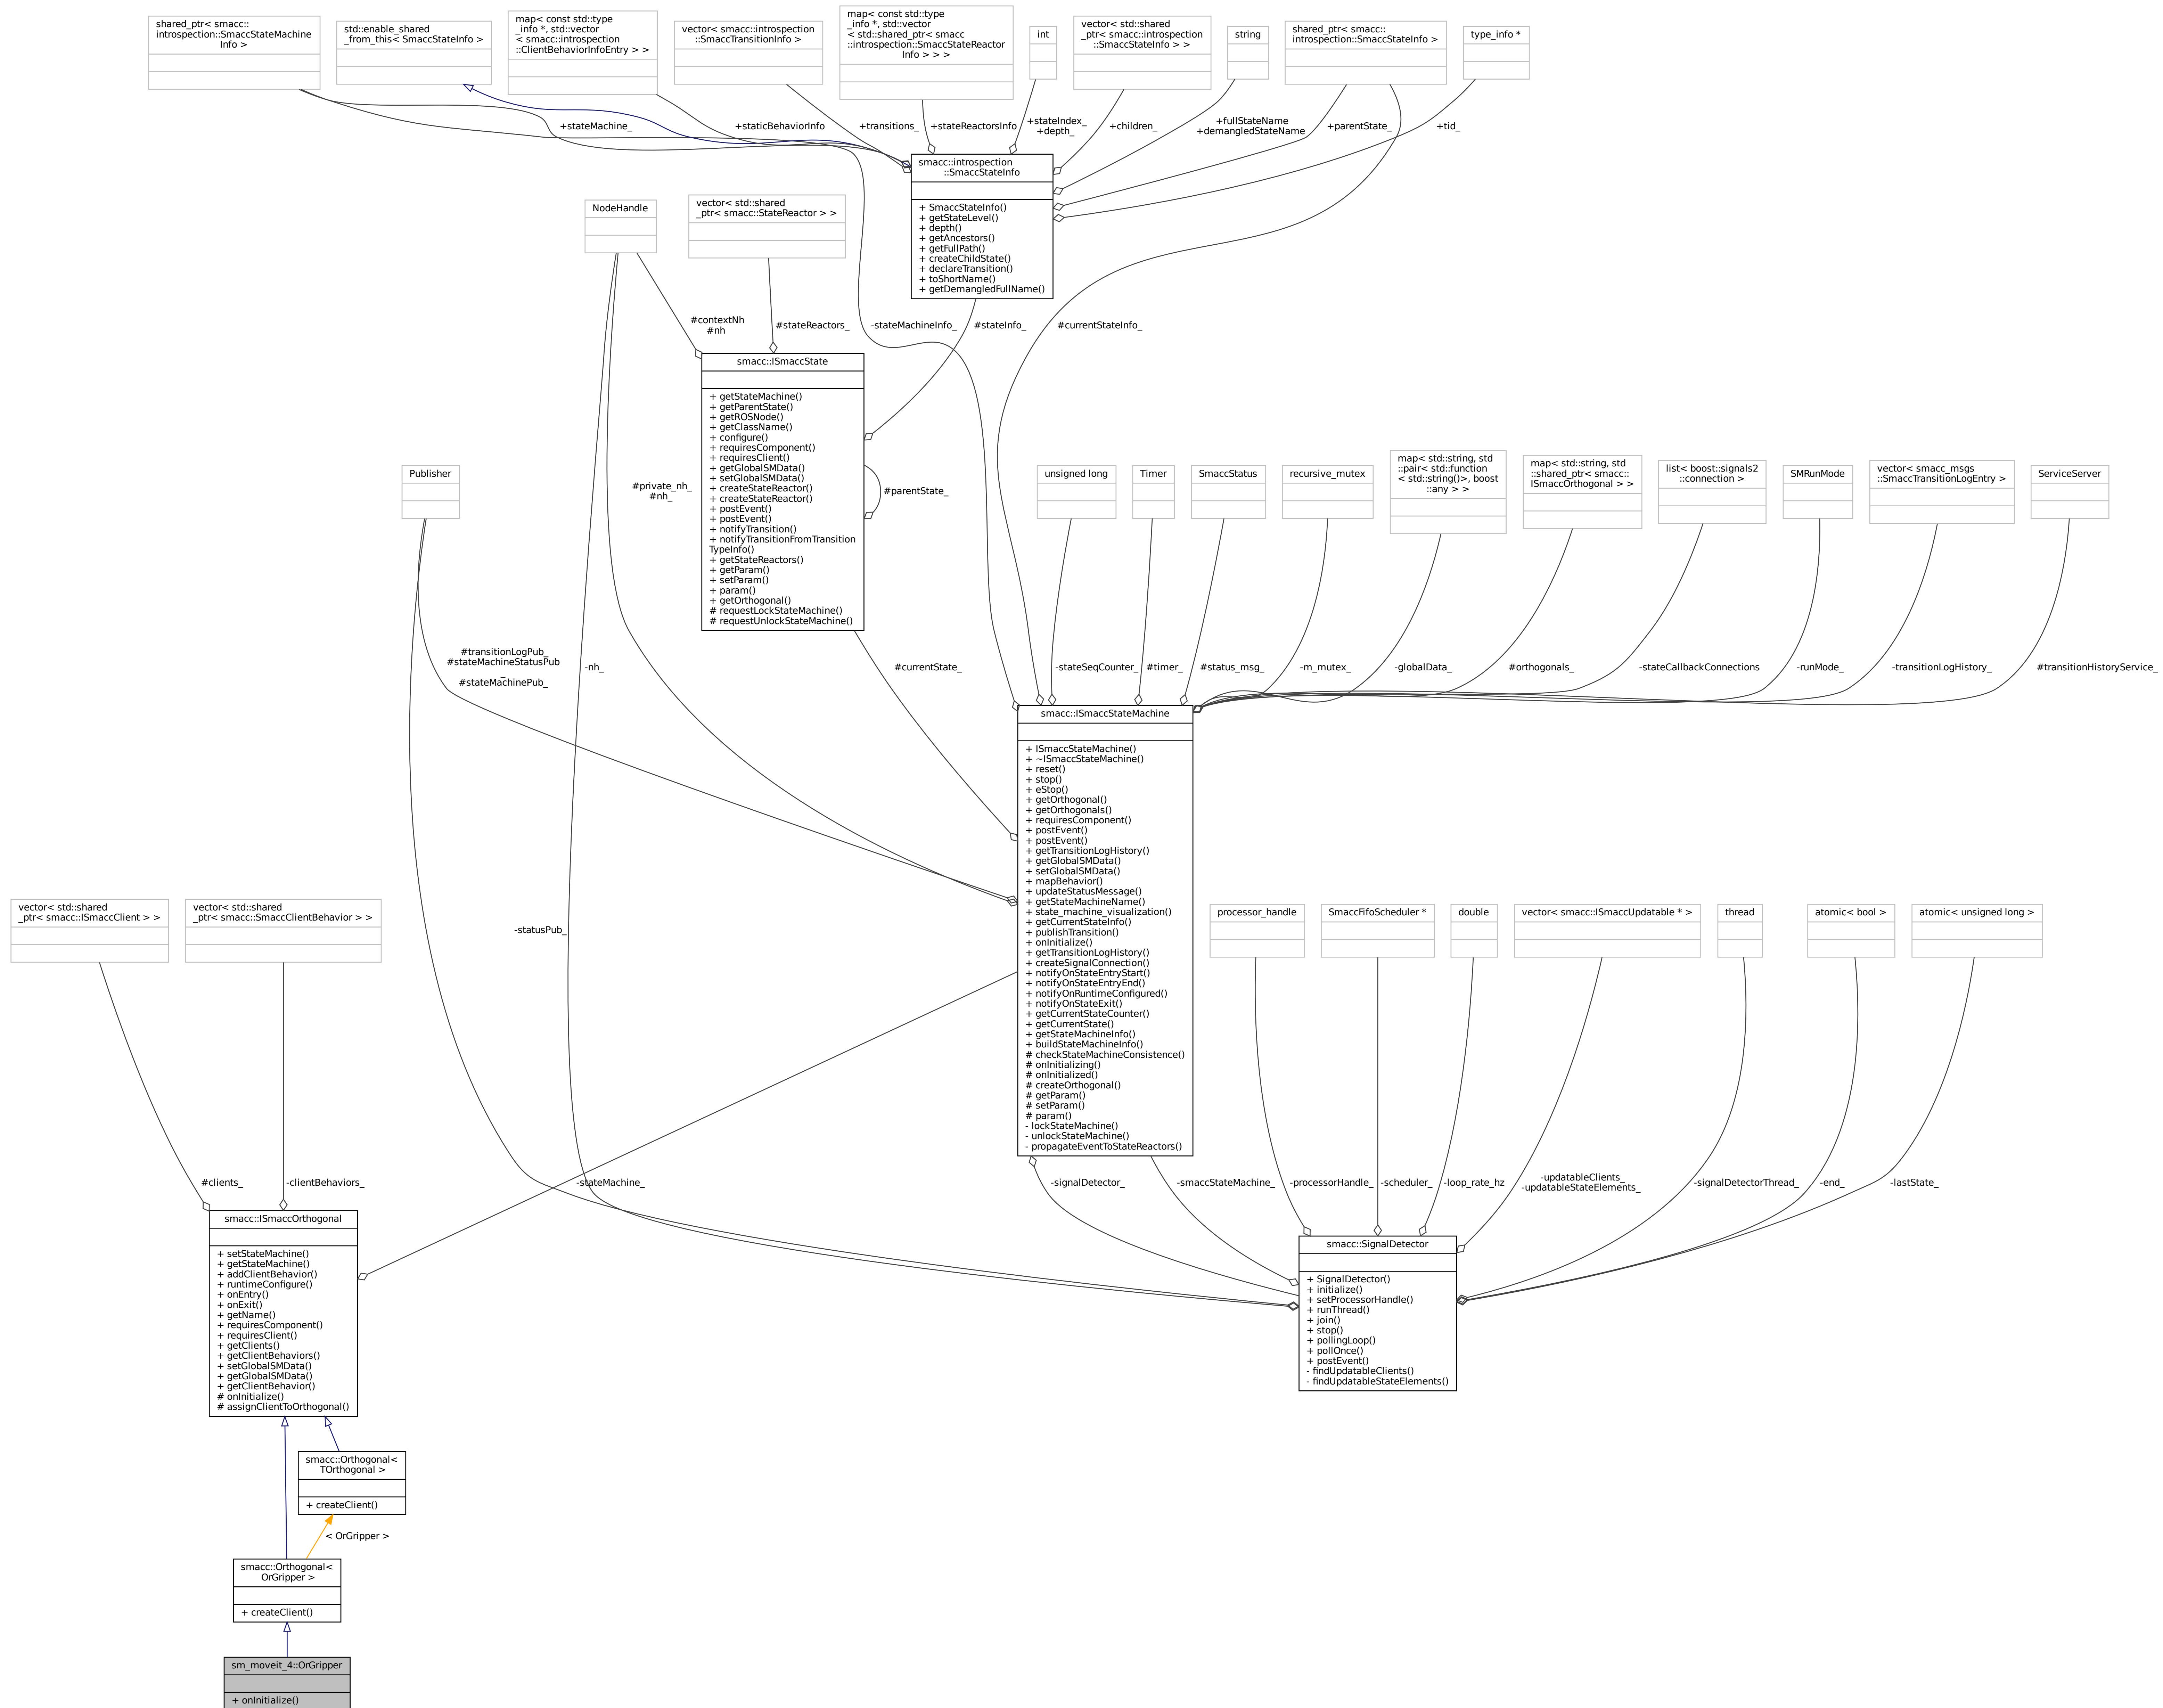 shared_ptr< smacc::
introspection::SmaccStateMachine
Info >
std::enable_shared
_from_this< SmaccStateInfo >
map< const std::type
_info *, std::vector
< smacc::introspection
::ClientBehaviorInfoEntry > >
vector< smacc::introspection
::SmaccTransitionInfo >
map< const std::type
_info *, std::vector
< std::shared_ptr< smacc
::introspection::SmaccStateReactor
Info > > >
int
vector< std::shared
_ptr< smacc::introspection
::SmaccStateInfo > >
string
shared_ptr< smacc::
introspection::SmaccStateInfo >
type_info *
+stateMachine_
+staticBehaviorInfo
+transitions_
+stateReactorsInfo
+stateIndex_
+depth_
+children_
+fullStateName
+demangledStateName
+parentState_
+tid_
smacc::introspection
::SmaccStateInfo
+ SmaccStateInfo()
+ getStateLevel()
+ depth()
+ getAncestors()
+ getFullPath()
+ createChildState()
+ declareTransition()
+ toShortName()
+ getDemangledFullName()
NodeHandle
vector< std::shared
_ptr< smacc::StateReactor > >
#contextNh
#nh
#stateReactors_
-stateMachineInfo_
#stateInfo_
#currentStateInfo_
smacc::ISmaccState
+ getStateMachine()
+ getParentState()
+ getROSNode()
+ getClassName()
+ configure()
+ requiresComponent()
+ requiresClient()
+ getGlobalSMData()
+ setGlobalSMData()
+ createStateReactor()
+ createStateReactor()
+ postEvent()
+ postEvent()
+ notifyTransition()
+ notifyTransitionFromTransition
TypeInfo()
+ getStateReactors()
+ getParam()
+ setParam()
+ param()
+ getOrthogonal()
# requestLockStateMachine()
# requestUnlockStateMachine()
#parentState_
#private_nh_
#nh_
Publisher
unsigned long
Timer
SmaccStatus
recursive_mutex
map< std::string, std
::pair< std::function
< std::string()>, boost
::any > >
map< std::string, std
::shared_ptr< smacc::
ISmaccOrthogonal > >
list< boost::signals2
::connection >
SMRunMode
vector< smacc_msgs
::SmaccTransitionLogEntry >
ServiceServer
#transitionLogPub_
#stateMachineStatusPub
_
#stateMachinePub_
-nh_
#currentState_
-stateSeqCounter_
#timer_
#status_msg_
-m_mutex_
-globalData_
#orthogonals_
-stateCallbackConnections
-runMode_
-transitionLogHistory_
#transitionHistoryService_
smacc::ISmaccStateMachine
+ ISmaccStateMachine()
+ ~ISmaccStateMachine()
+ reset()
+ stop()
+ eStop()
+ getOrthogonal()
+ getOrthogonals()
+ requiresComponent()
+ postEvent()
+ postEvent()
+ getTransitionLogHistory()
+ getGlobalSMData()
+ setGlobalSMData()
+ mapBehavior()
+ updateStatusMessage()
+ getStateMachineName()
+ state_machine_visualization()
+ getCurrentStateInfo()
+ publishTransition()
+ onInitialize()
+ getTransitionLogHistory()
+ createSignalConnection()
+ notifyOnStateEntryStart()
+ notifyOnStateEntryEnd()
+ notifyOnRuntimeConfigured()
+ notifyOnStateExit()
+ getCurrentStateCounter()
+ getCurrentState()
+ getStateMachineInfo()
+ buildStateMachineInfo()
# checkStateMachineConsistence()
# onInitializing()
# onInitialized()
# createOrthogonal()
# getParam()
# setParam()
# param()
- lockStateMachine()
- unlockStateMachine()
- propagateEventToStateReactors()
vector< std::shared
_ptr< smacc::ISmaccClient > >
vector< std::shared
_ptr< smacc::SmaccClientBehavior > >
-statusPub_
processor_handle
SmaccFifoScheduler *
double
vector< smacc::ISmaccUpdatable * >
thread
atomic< bool >
atomic< unsigned long >
#clients_
-clientBehaviors_
-stateMachine_
-signalDetector_
-smaccStateMachine_
-processorHandle_
-scheduler_
-loop_rate_hz
-updatableClients_
-updatableStateElements_
-signalDetectorThread_
-end_
-lastState_
smacc::ISmaccOrthogonal
+ setStateMachine()
+ getStateMachine()
+ addClientBehavior()
+ runtimeConfigure()
+ onEntry()
+ onExit()
+ getName()
+ requiresComponent()
+ requiresClient()
+ getClients()
+ getClientBehaviors()
+ setGlobalSMData()
+ getGlobalSMData()
+ getClientBehavior()
# onInitialize()
# assignClientToOrthogonal()
smacc::SignalDetector
+ SignalDetector()
+ initialize()
+ setProcessorHandle()
+ runThread()
+ join()
+ stop()
+ pollingLoop()
+ pollOnce()
+ postEvent()
- findUpdatableClients()
- findUpdatableStateElements()
smacc::Orthogonal<
TOrthogonal >
+ createClient()
< OrGripper >
smacc::Orthogonal<
OrGripper >
+ createClient()
sm_moveit_4::OrGripper
+ onInitialize()